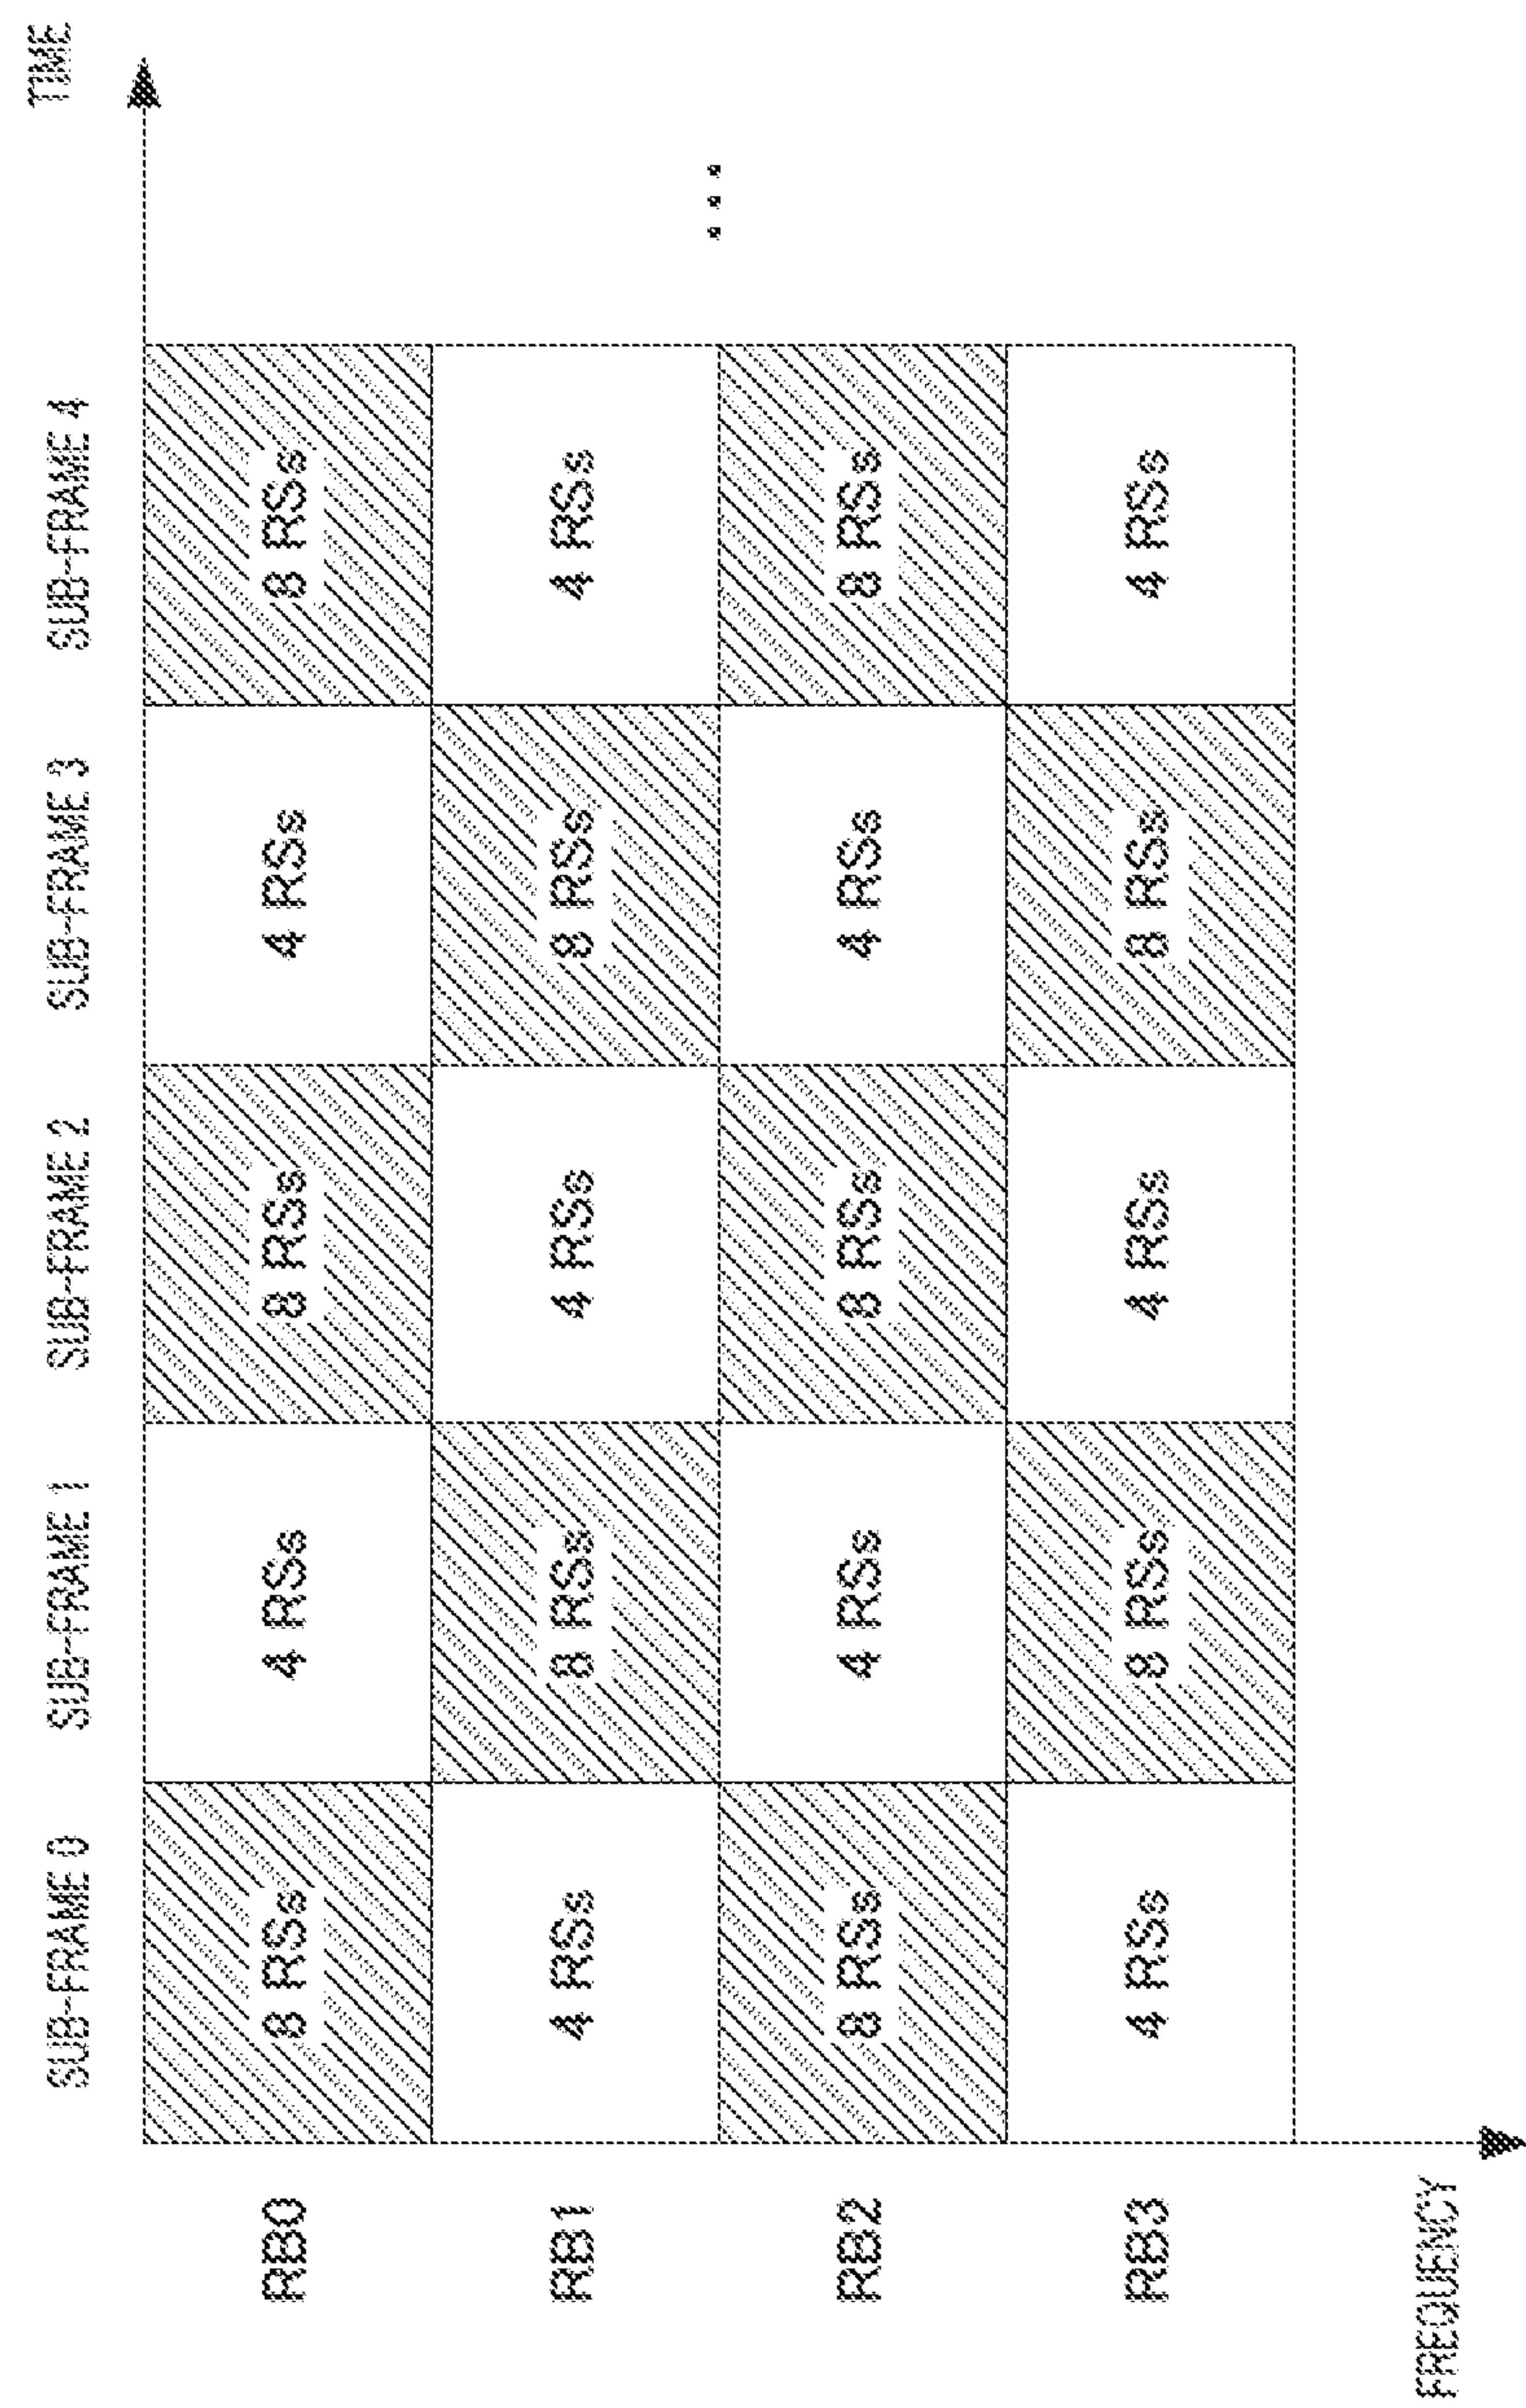 TIME
SUB-FRAME 0 SUB-FRAME 1 SUB-FRAME 2 SUB-FRAME 3 SUB-FRAME 4
RB0 8 RSs 4 RSs 8 RSs 4 RSs 8 RSs
RB1 4 RSs 8 RSs 4 RSs 8 RSs 4 RSs
...
RB2 8 RSs 4 RSs 8 RSs 4 RSs 8 RSs
RB3 4 RSs 8 RSs 4 RSs 8 RSs 4 RSs
FREQUENCY